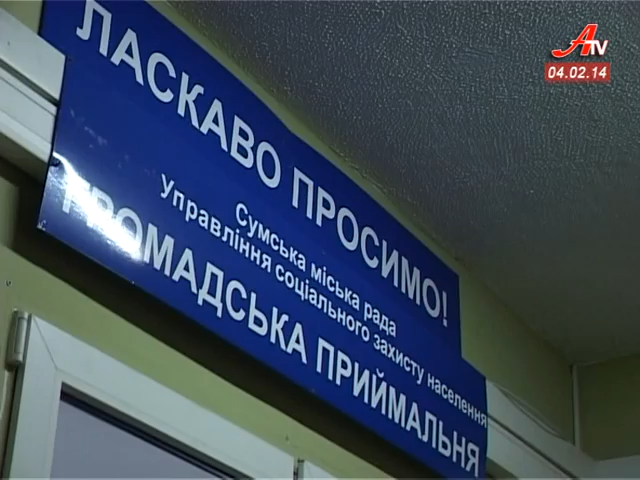 ATV
04.02.14
ЛАСКАВО ПРОСИМО!
Сумська міська рада
Управління соціального захисту населення
ГРОМАДСЬКА ПРИЙМАЛЬНЯ